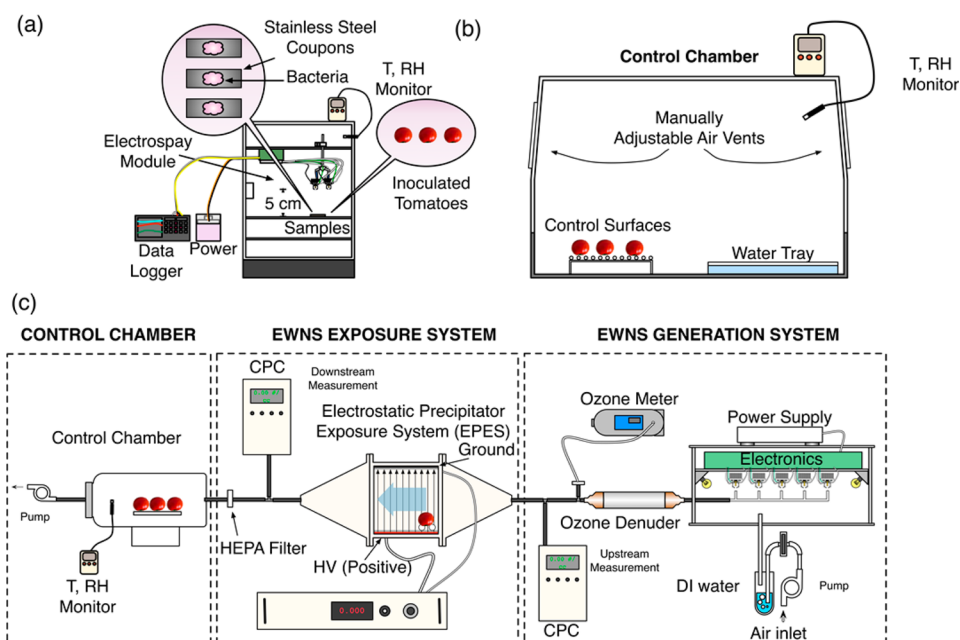 (a)
Stainless Steel
Coupons
Bacteria
T, RH
Monitor
Electrospay
Module
5 cm
Samples
Inoculated
Tomatoes
Data
Logger
Power
(b)
Control Chamber
T, RH
Monitor
Manually
Adjustable Air Vents
Control Surfaces
Water Tray
(c)
CONTROL CHAMBER
EWNS EXPOSURE SYSTEM
EWNS GENERATION SYSTEM
Control Chamber
Pump
T, RH
Monitor
HEPA Filter
CPC
Downstream
Measurement
Electrostatic Precipitator
Exposure System (EPES)
Ground
HV (Positive)
0.000
Ozone Meter
Ozone Denuder
Upstream
Measurement
CPC
Power Supply
Electronics
DI water
Pump
Air inlet